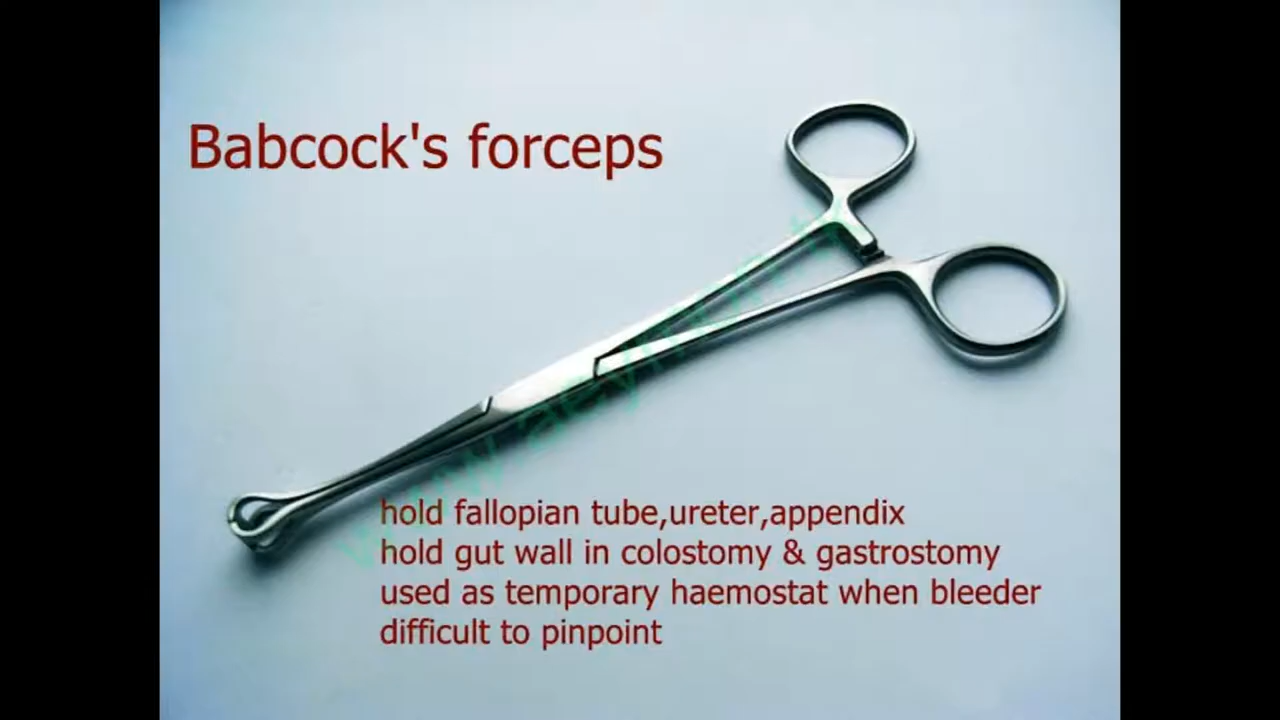 Babcock's forceps
hold fallopian tube,ureter,appendix
hold gut wall in colostomy & gastrostomy
used as temporary haemostat when bleeder
difficult to pinpoint